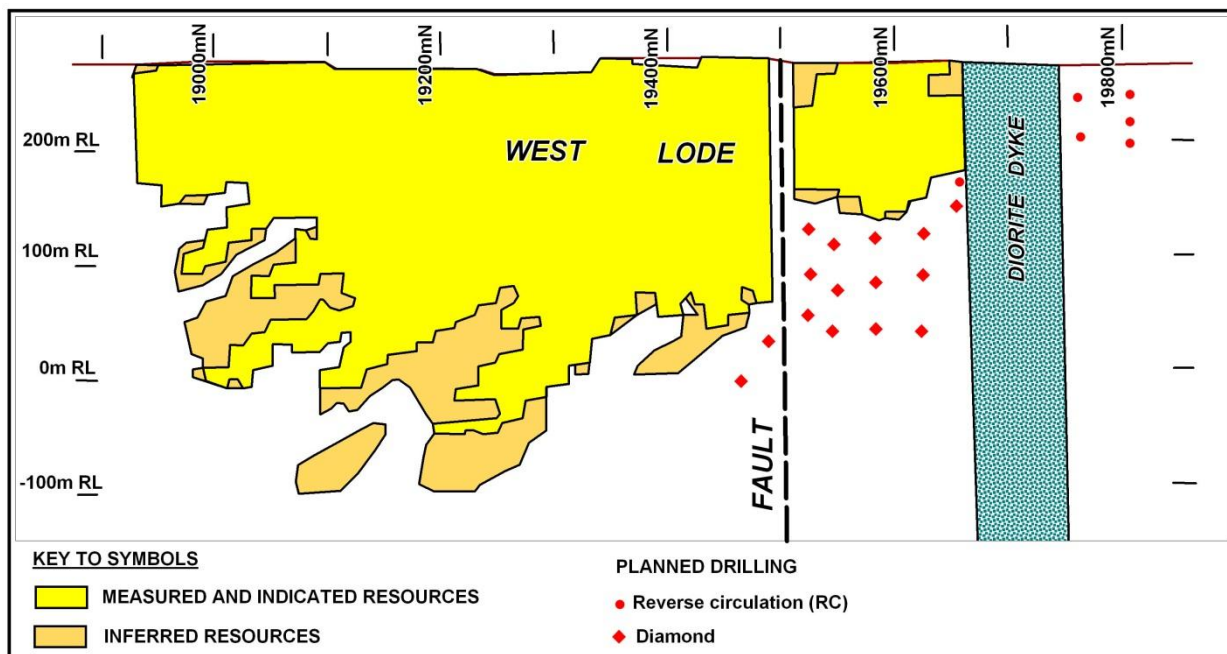 19000mN
19200mN
19400mN
19600mN
19800mN
200m RL
100m RL
0m RL
-100m RL
WEST LODE
FAULT
DIORITE DYKE
KEY TO SYMBOLS
MEASURED AND INDICATED RESOURCES
INFERRED RESOURCES
PLANNED DRILLING
Reverse circulation (RC)
Diamond